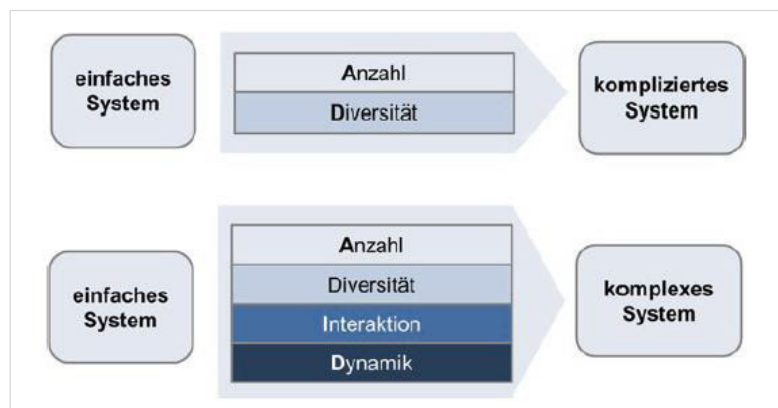 einfaches
System
Anzahl
Diversität
kompliziertes
System
einfaches
System
Anzahl
Diversität
Interaktion
Dynamik
komplexes
System